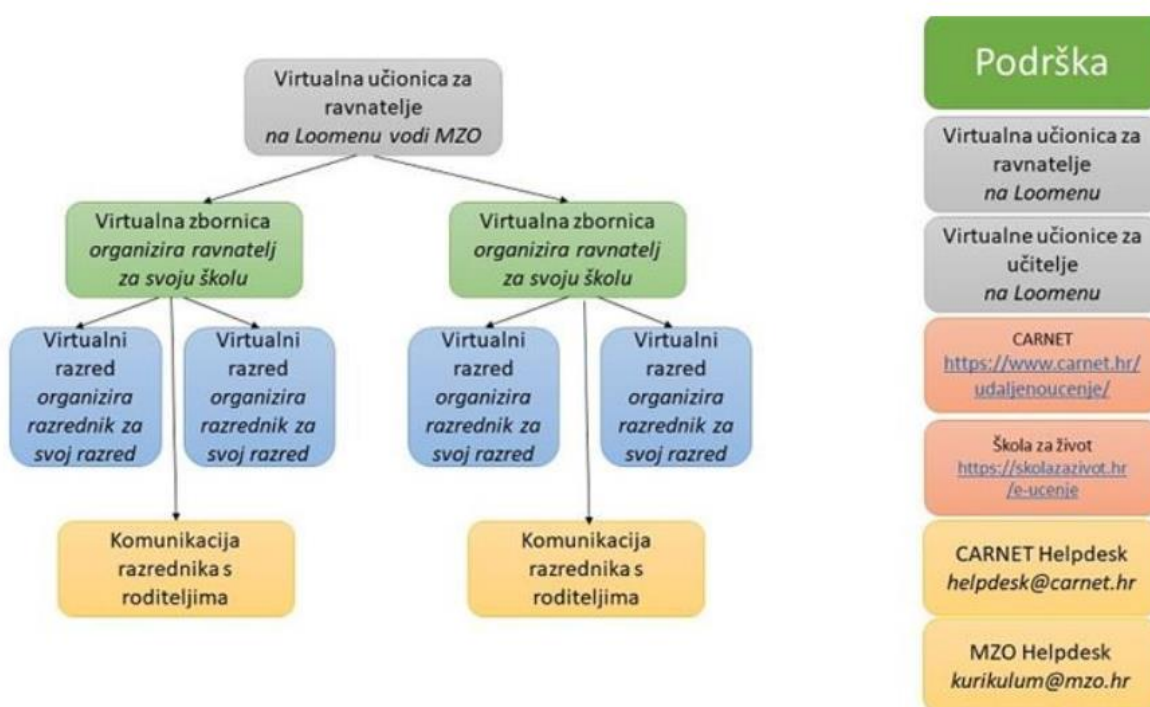 Virtualna učionica za
ravnatelje
na Loomenu vodi MZO
Virtualna zbornica
organizira ravnatelj
za svoju školu
Virtualna zbornica
organizira ravnatelj
za svoju školu
Virtualni
razred
organizira
razrednik za
svoj razred
Virtualni
razred
organizira
razrednik za
svoj razred
Virtualni
razred
organizira
razrednik za
svoj razred
Virtualni
razred
organizira
razrednik za
svoj razred
Komunikacija
razrednika s
roditeljima
Komunikacija
razrednika s
roditeljima
Podrška
Virtualna učionica za
ravnatelje
na Loomenu
Virtualne učionice za
učitelje
na Loomenu
CARNET
https://www.carnet.hr/
udaljenoucenje/
Škola za život
https://skolazazivot.hr
/e-ucenje
CARNET Helpdesk
helpdesk@carnet.hr
MZO Helpdesk
kurikulum@mzo.hr